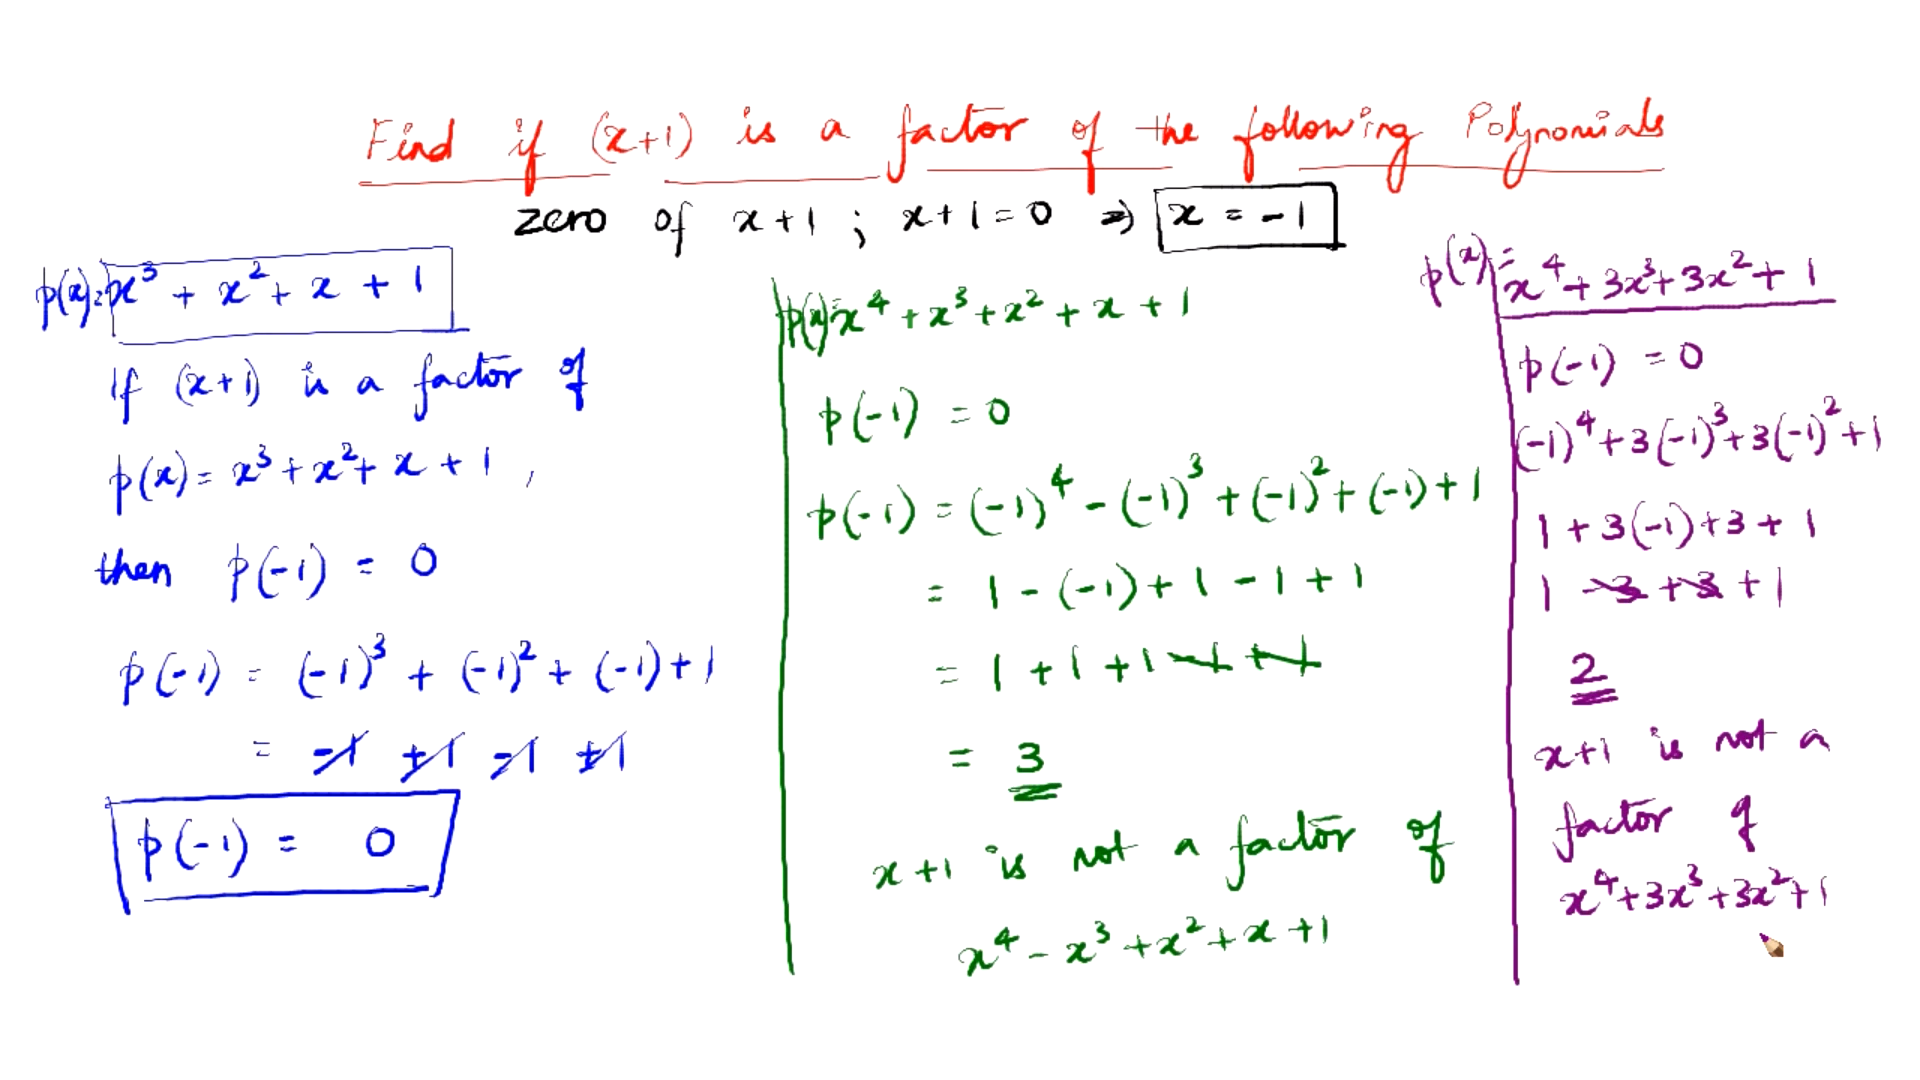 Find if (x+1) is a factor of the following Polynomials
zero of x+1 ; x+1=0 ⇒ x = -1
p(x)= x³ + x² + x + 1
If (x+1) is a factor of
p(x) = x³ + x² + x + 1 ,
then p(-1) = 0
p(-1) = (-1)³ + (-1)² + (-1) + 1
= -1 +1 -1 +1
p(-1) = 0
p(x)= x⁴ + x³ + x² + x + 1
p(-1) = 0
p(-1) = (-1)⁴ - (-1)³ + (-1)² + (-1) + 1
= 1 - (-1) + 1 - 1 + 1
= 1 + 1 + 1 - 1 + 1
= 3
x+1 is not a factor of
x⁴ - x³ + x² + x + 1
p(x) = x⁴ + 3x³ + 3x² + 1
p(-1) = 0
(-1)⁴ + 3(-1)³ + 3(-1)² + 1
1 + 3(-1) + 3 + 1
1 - 3 + 3 + 1
2
x+1 is not a
factor of
x⁴ + 3x³ + 3x² + 1